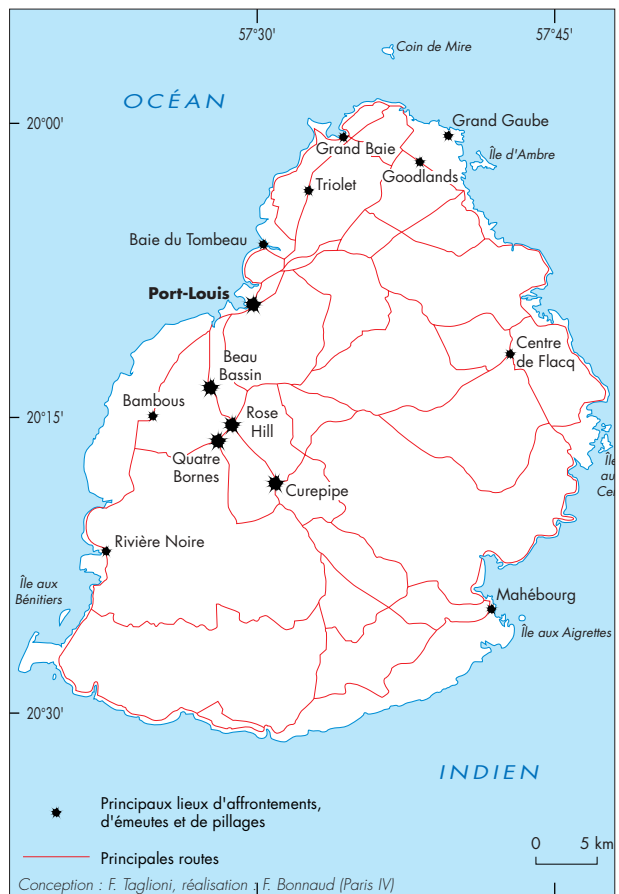 57°30'
57°45'
Coin de Mire
OCÉAN
20°00'
Grand Gaube
Grand Baie
Île d'Ambre
Goodlands
Triolet
Baie du Tombeau
Port-Louis
Centre
de Flacq
Beau
Bassin
Bambous
20°15'
Rose
Hill
Quatre
Bornes
Île
au
Cer
Curepipe
Rivière Noire
Île aux
Bénitiers
Mahébourg
Île aux Aigrettes
20°30'
INDIEN
Principaux lieux d'affrontements,
d'émeutes et de pillages
0 5 km
Principales routes
Conception : F. Taglioni, réalisation : F. Bonnaud (Paris IV)